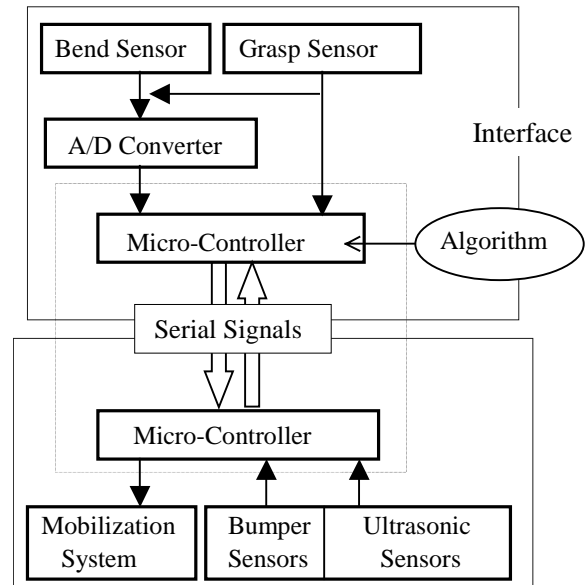 Bend Sensor
Grasp Sensor
A/D Converter
Interface
Micro-Controller
Algorithm
Serial Signals
Micro-Controller
Mobilization
System
Bumper
Sensors
Ultrasonic
Sensors